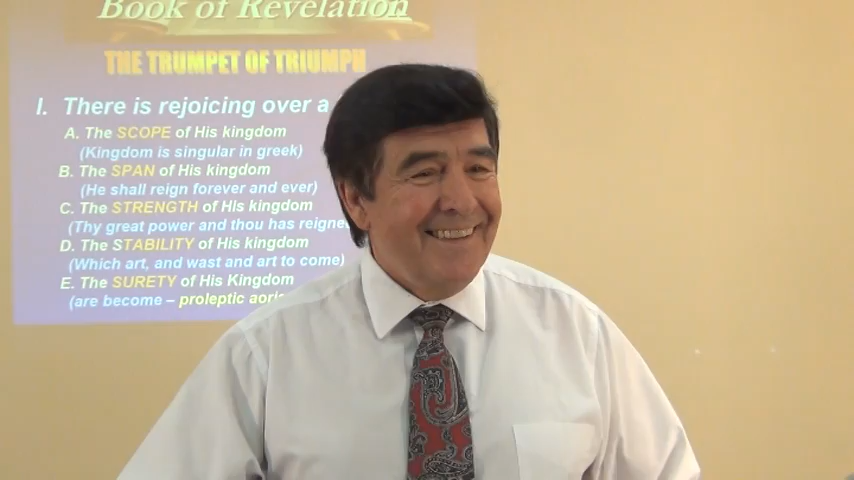 Book of Revelation
THE TRUMPET OF TRIUMPH
I. There is rejoicing over a
A. The SCOPE of His kingdom
(Kingdom is singular in greek)
B. The SPAN of His kingdom
(He shall reign forever and ever)
C. The STRENGTH of His kingdom
(Thy great power and thou has reigne
D. The STABILITY of His kingdom
(Which art, and wast and art to come)
E. The SURETY of His Kingdom
(are become – proleptic aoris